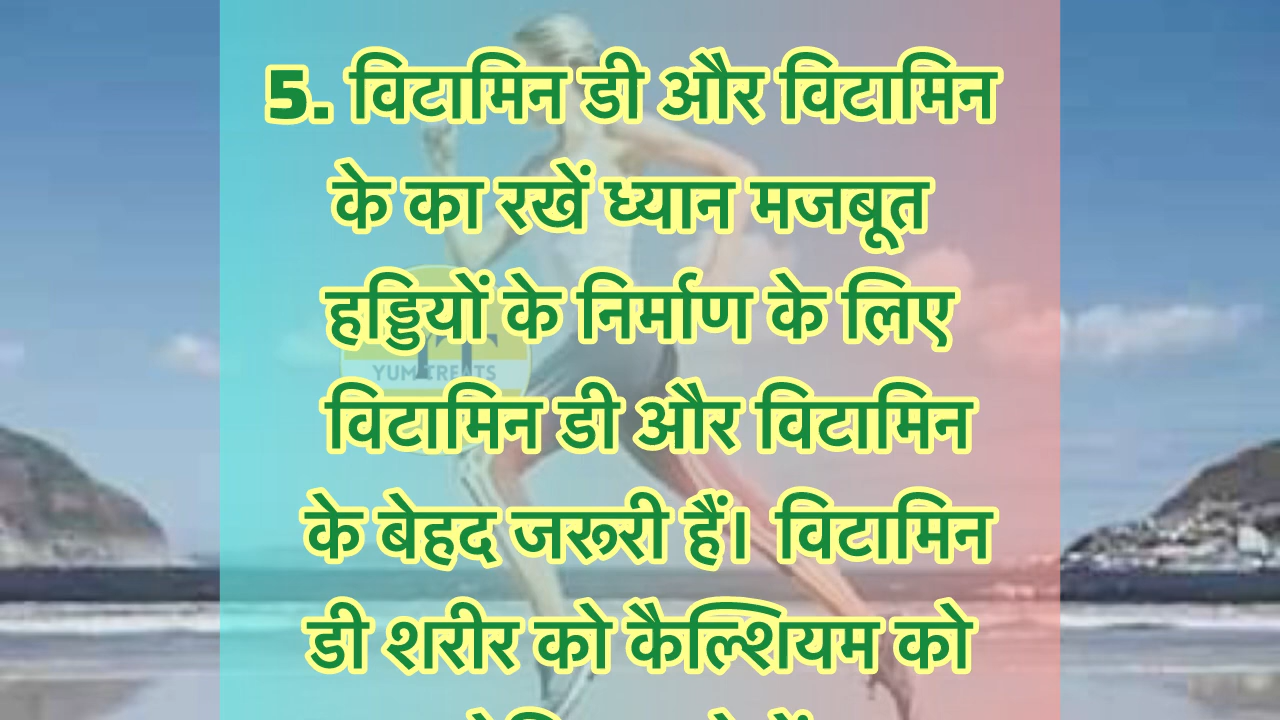 5. विटामिन डी और विटामिन
के का रखें ध्यान मजबूत
हड्डियों के निर्माण के लिए
YUM TREATS
विटामिन डी और विटामिन
के बेहद जरूरी हैं। विटामिन
डी शरीर को कैल्शियम को